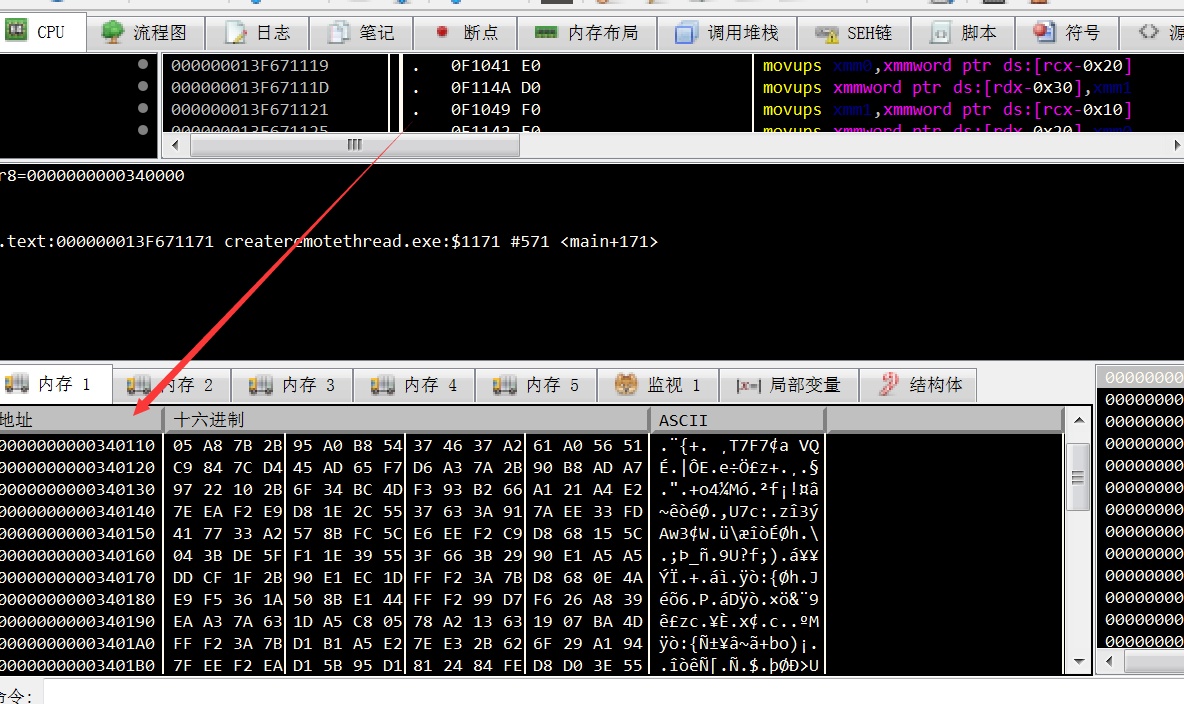 CPU 流程图 日志 笔记 断点 内存布局 调用堆栈 SEH链 脚本 符号 源
000000013F671119 . 0F1041 E0 movups xmm0,xmmword ptr ds:[rcx-0x20]
000000013F67111D . 0F114A D0 movups xmmword ptr ds:[rdx-0x30],xmm1
000000013F671121 . 0F1049 F0 movups xmm1,xmmword ptr ds:[rcx-0x10]
000000013F671125 . 0F1142 E0 movups xmmword ptr ds:[rdx-0x20],xmm0
r8=0000000000340000
.text:000000013F671171 createremotethread.exe:$1171 #571 <main+171>
内存 1 内存 2 内存 3 内存 4 内存 5 监视 1 局部变量 结构体
地址 十六进制 ASCII
0000000000340110 05 A8 7B 2B 95 A0 B8 54 37 46 37 A2 61 A0 56 51 .¨{+. ¸T7F7¢a VQ
0000000000340120 C9 84 7C D4 45 AD 65 F7 D6 A3 7A 2B 90 B8 AD A7 É.|ÔE.e÷Ö£z+.¸.§
0000000000340130 97 22 10 2B 6F 34 BC 4D F3 93 B2 66 A1 21 A4 E2 .".+o4¼Mó.²f¡!¤â
0000000000340140 7E EA F2 E9 D8 1E 2C 55 37 63 3A 91 7A EE 33 FD ~êòéØ.,U7c:.zî3ý
0000000000340150 41 77 33 A2 57 8B FC 5C E6 EE F2 C9 D8 68 15 5C Aw3¢W.ü\æîòÉØh.\
0000000000340160 04 3B DE 5F F1 1E 39 55 3F 66 3B 29 90 E1 A5 A5 .;Þ_ñ.9U?f;).á¥¥
0000000000340170 DD CF 1F 2B 90 E1 EC 1D FF F2 3A 7B D8 68 0E 4A ÝÏ.+.áì.ÿò:{Øh.J
0000000000340180 E9 F5 36 1A 50 8B E1 44 FF F2 99 D7 F6 26 A8 39 éõ6.P.áDÿò.×ö&¨9
0000000000340190 EA A3 7A 63 1D A5 C8 05 78 A2 13 63 19 07 BA 4D ê£zc.¥È.x¢.c..ºM
00000000003401A0 FF F2 3A 7B D1 B1 A5 E2 7E E3 2B 62 6F 29 A1 94 ÿò:{Ñ±¥â~ã+bo)¡.
00000000003401B0 7F EE F2 EA D1 5B 95 D1 81 24 84 FE D8 D0 3E 55 .îòêÑ[.Ñ.$.þØÐ>U
00000000
00000000
00000000
00000000
00000000
00000000
00000000
00000000
00000000
00000000
00000000
00000000
00000000
命令: